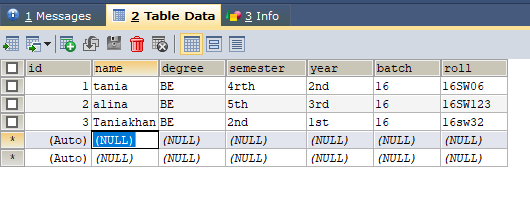 1 Messages 2 Table Data 3 Info
id name degree semester year batch roll
1 tania BE 4rth 2nd 16 16SW06
2 alina BE 5th 3rd 16 16SW123
3 Taniakhan BE 2nd 1st 16 16sw32
* (Auto) (NULL) (NULL) (NULL) (NULL) (NULL) (NULL)
* (Auto) (NULL) (NULL) (NULL) (NULL) (NULL) (NULL)